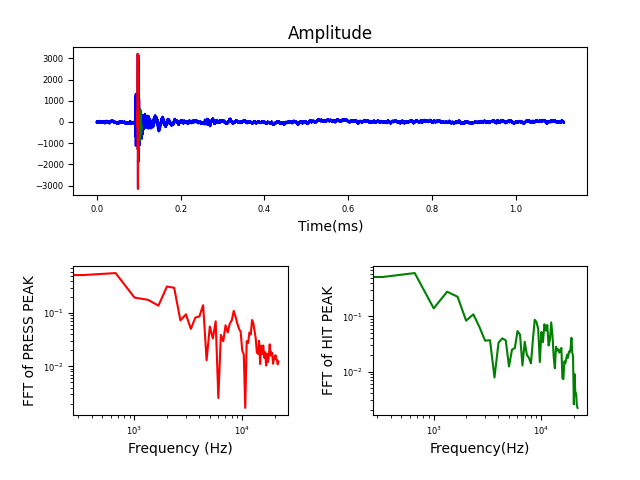 Amplitude
3000
2000
1000
0
−1000
−2000
−3000
0.0 0.2 0.4 0.6 0.8 1.0
Time(ms)
FFT of PRESS PEAK
10⁻¹
10⁻²
10³ 10⁴
Frequency (Hz)
FFT of HIT PEAK
10⁻¹
10⁻²
10³ 10⁴
Frequency(Hz)